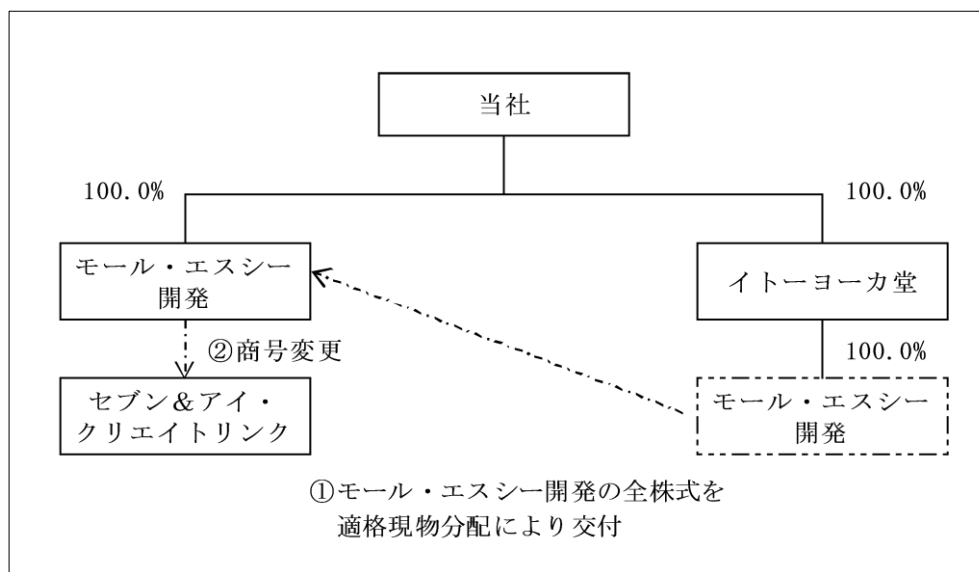 当社
100.0%
100.0%
モール・エスシー
開発
イトーヨーカ堂
②商号変更
100.0%
セブン＆アイ・
クリエイトリンク
モール・エスシー
開発
①モール・エスシー開発の全株式を
適格現物分配により交付